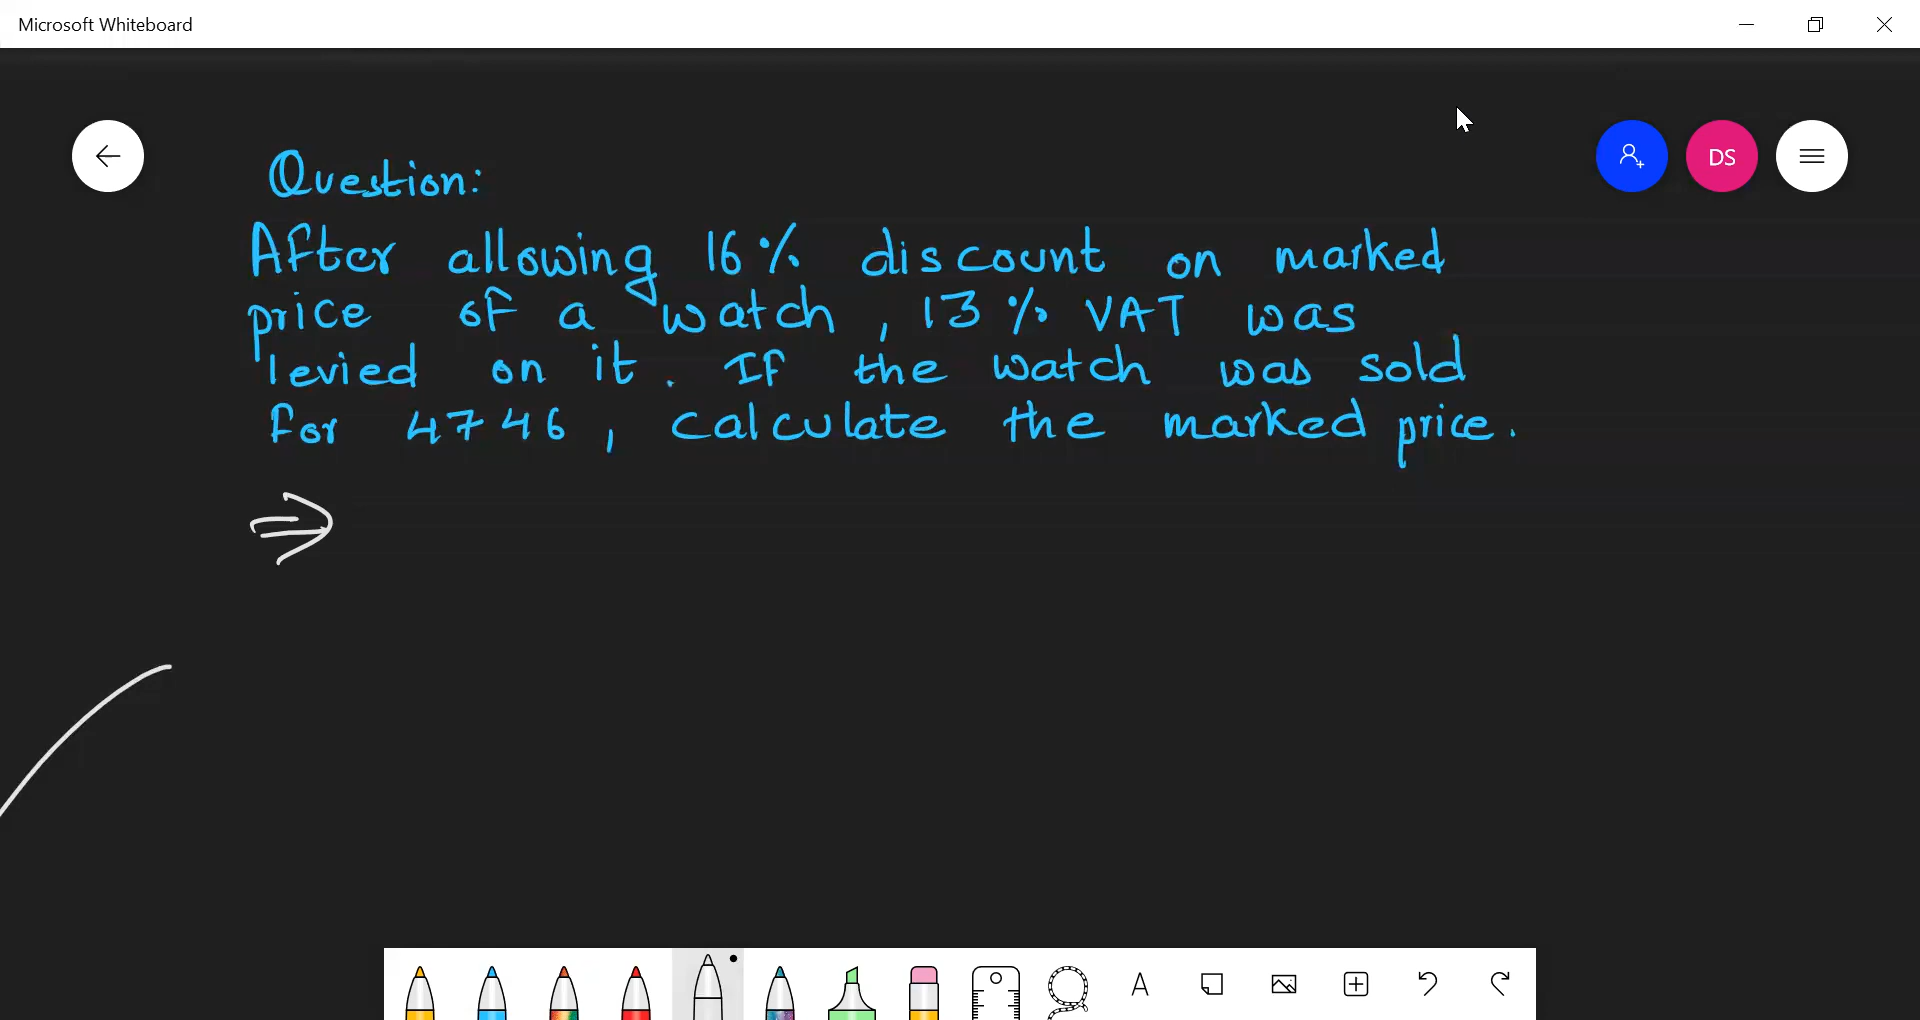 Microsoft Whiteboard
DS
Question:
After allowing 16% discount on marked
price of a watch, 13% VAT was
levied on it. If the watch was sold
for 4746, calculate the marked price.
⇒
A